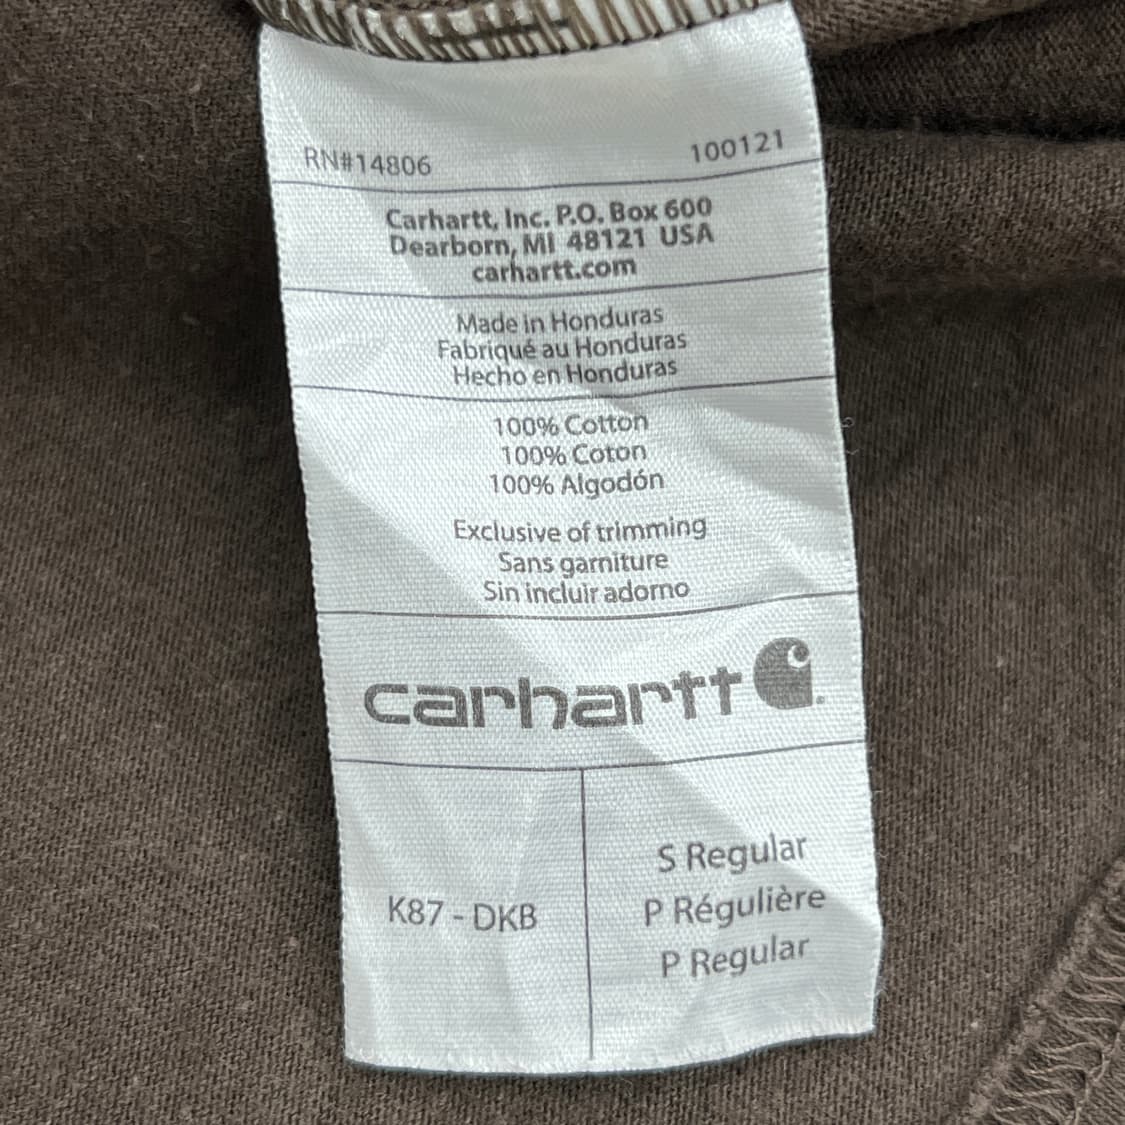 RN#14806 100121
Carhartt, Inc. P.O. Box 600
Dearborn, MI 48121 USA
carhartt.com
Made in Honduras
Fabriqué au Honduras
Hecho en Honduras
100% Cotton
100% Coton
100% Algodón
Exclusive of trimming
Sans garniture
Sin incluir adorno
carhartt
K87 - DKB
S Regular
P Régulière
P Regular